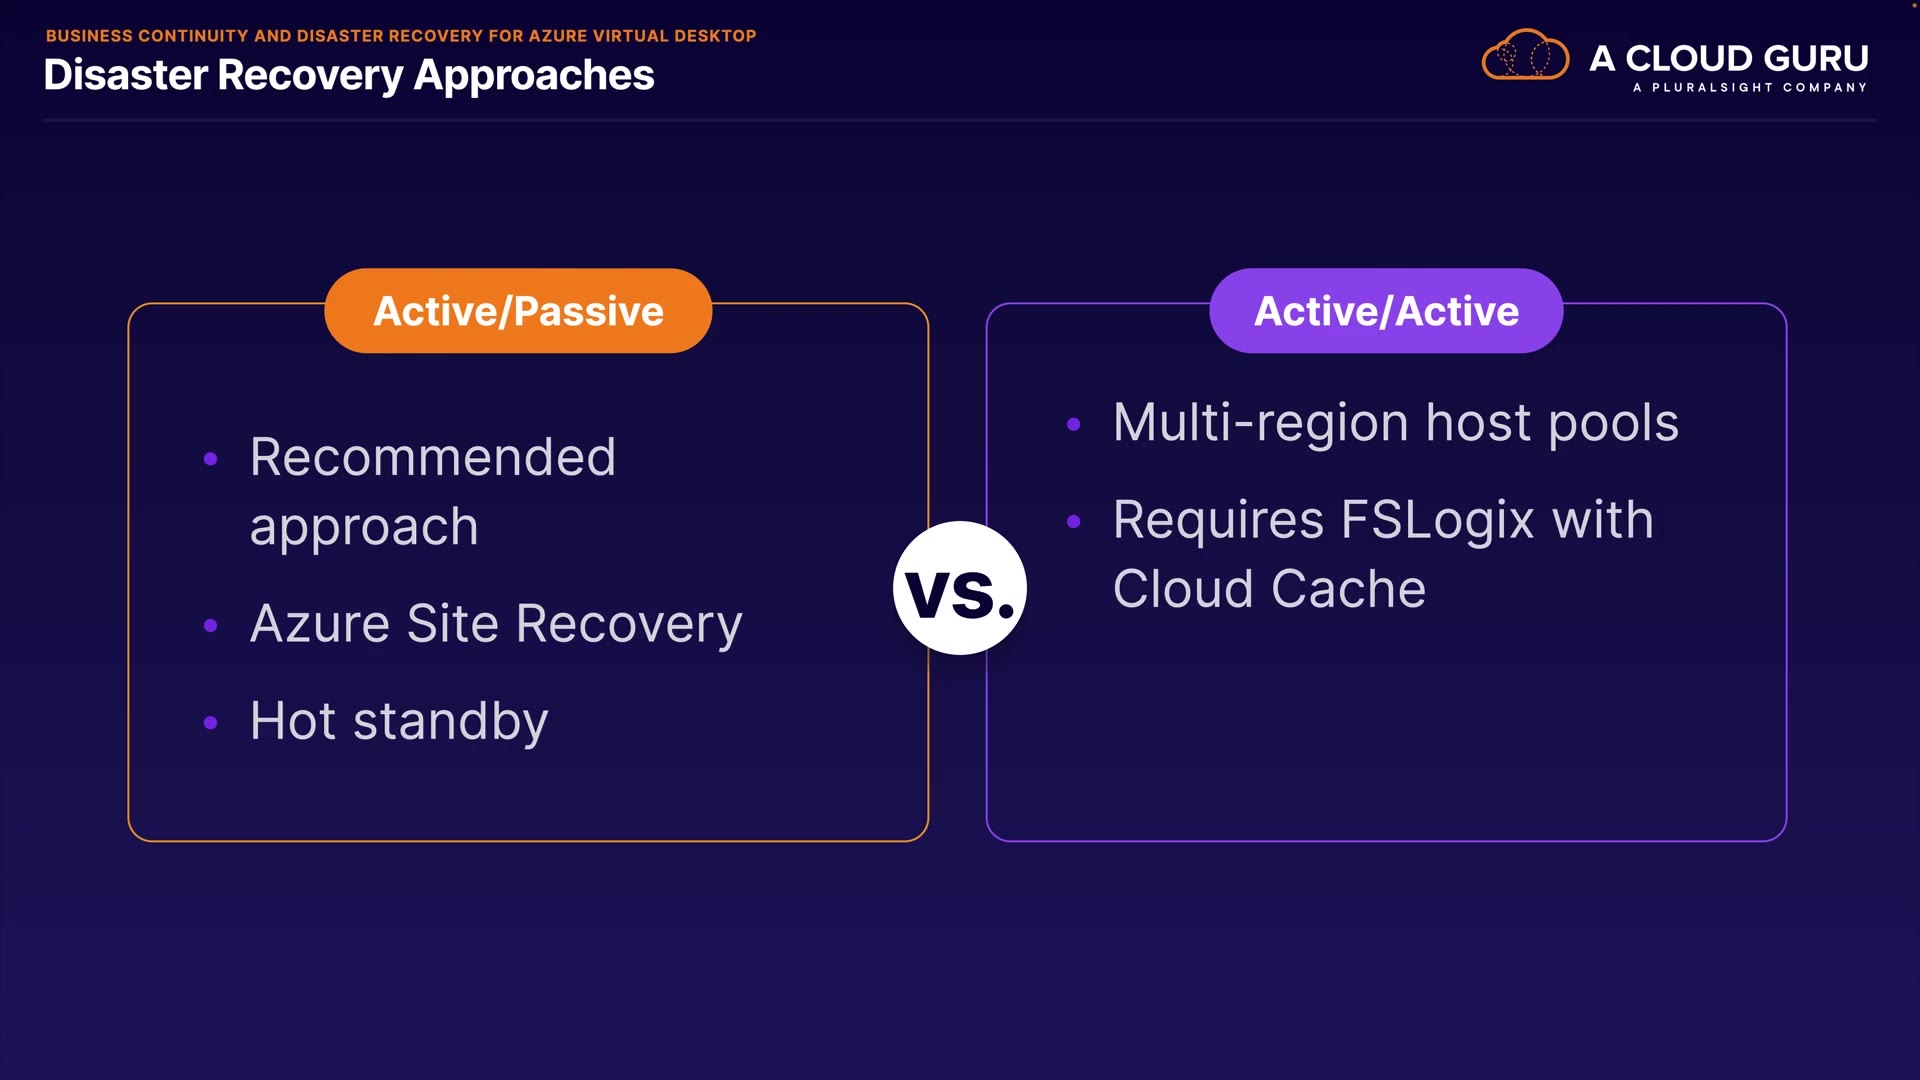 BUSINESS CONTINUITY AND DISASTER RECOVERY FOR AZURE VIRTUAL DESKTOP
Disaster Recovery Approaches
A CLOUD GURU
A PLURALSIGHT COMPANY
Active/Passive
Recommended
approach
Azure Site Recovery
Hot standby
vs.
Active/Active
Multi-region host pools
Requires FSLogix with
Cloud Cache